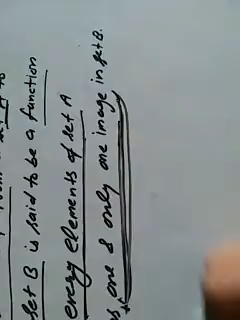 set B is said to be a function
every elements of set A
one & only one image in set B.